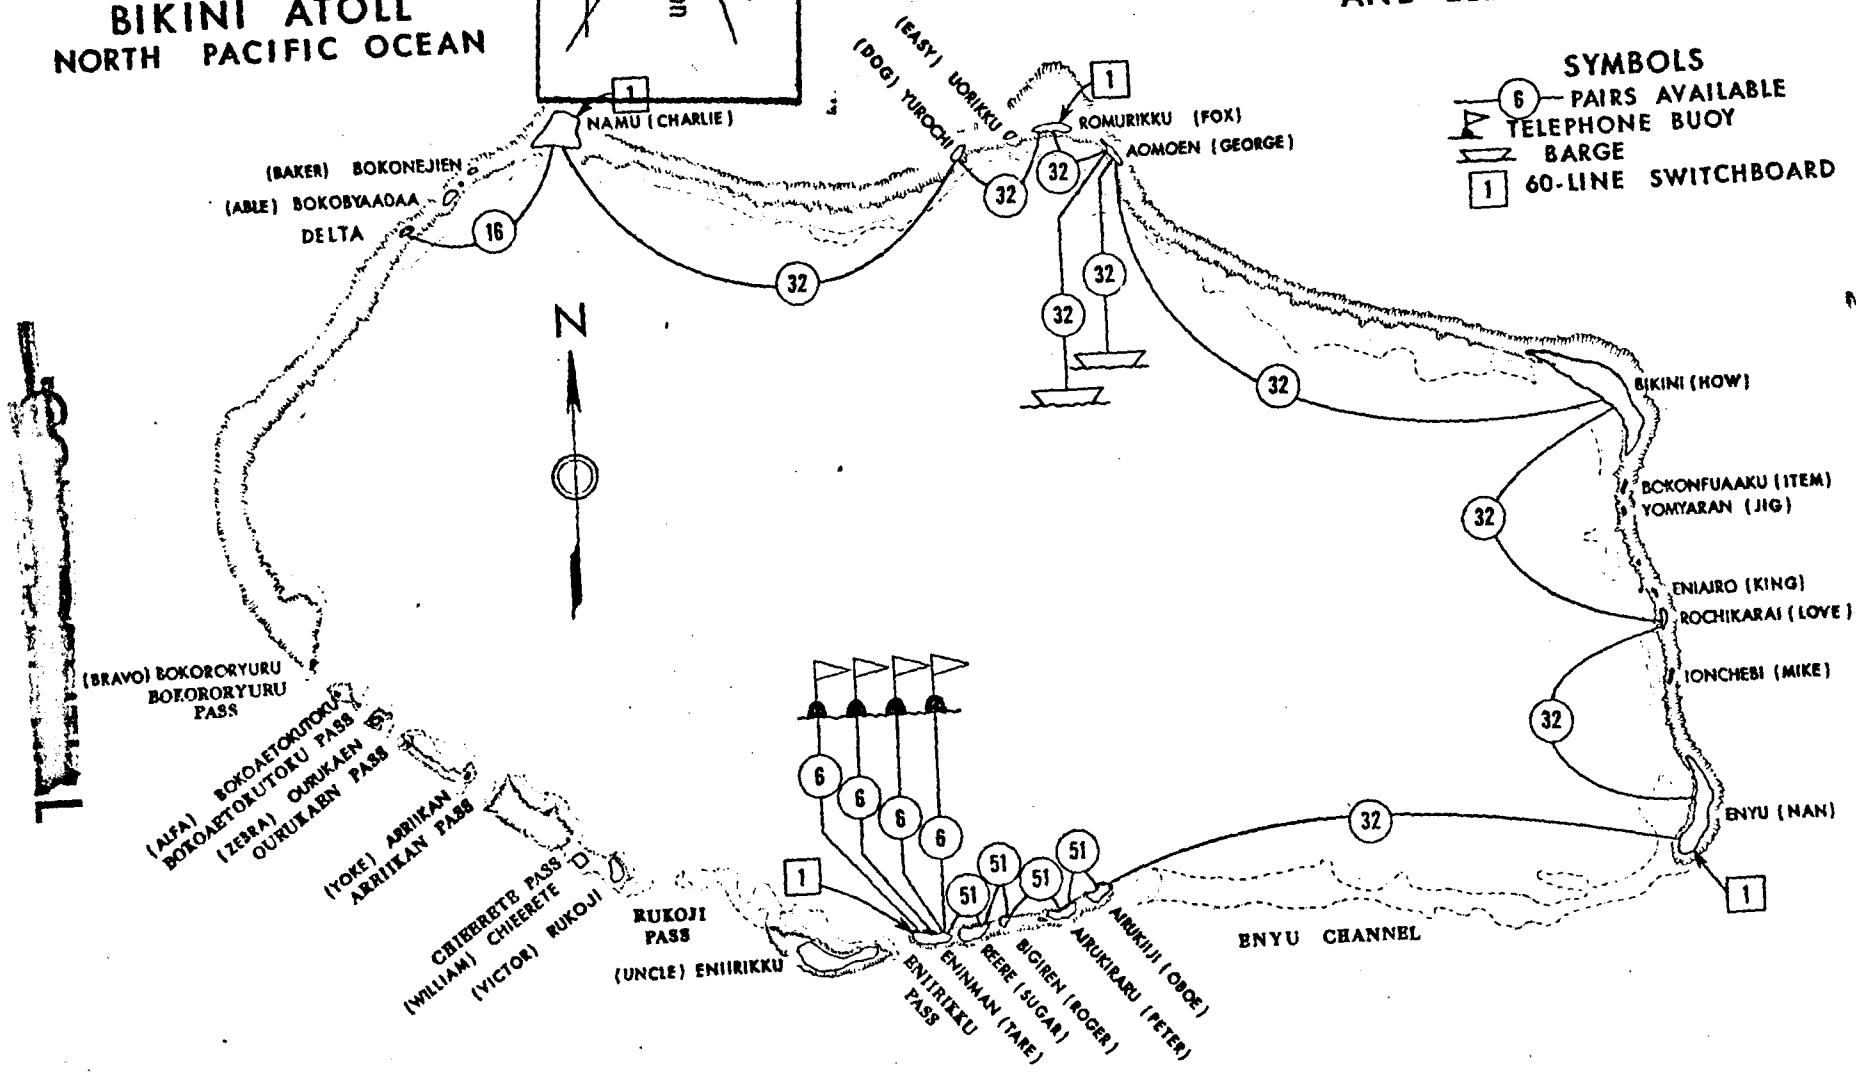 BIKINI ATOLL
NORTH PACIFIC OCEAN
SYMBOLS
6 PAIRS AVAILABLE
TELEPHONE BUOY
BARGE
1 60-LINE SWITCHBOARD
1
NAMU (CHARLIE)
(EASY) UORIKKU
(DOG) YUROCHI
1
ROMURIKKU (FOX)
AOMOEN (GEORGE)
(BAKER) BOKONEJIEN
(ABLE) BOKOBYAADAA
DELTA
16
32
32
32
32
32
N
32
BIKINI (HOW)
BOKONFUAAKU (ITEM)
YOMYARAN (JIG)
32
ENIAIRO (KING)
ROCHIKARAI (LOVE)
IONCHEBI (MIKE)
32
ENYU (NAN)
1
32
ENYU CHANNEL
(BRAVO) BOKORORYURU
BOKORORYURU
PASS
(ALFA) BOKOAETOKUTOKU
BOKOAETOKUTOKU PASS
(ZEBRA) OURUKAEN
OURUKAEN PASS
(YOKE) ARRIIKAN
ARRIIKAN PASS
CHIEERETE PASS
(WILLIAM) CHIEERETE
(VICTOR) RUKOJI
RUKOJI
PASS
(UNCLE) ENIIRIKKU
6
6
6
6
1
51
51
51
51
ENIIRIKKU
PASS
ENINMAN (TARE)
REERE (SUGAR)
BIGIREN (ROGER)
AIRUKIRARU (PETER)
AIRUKIIJI (OBOE)